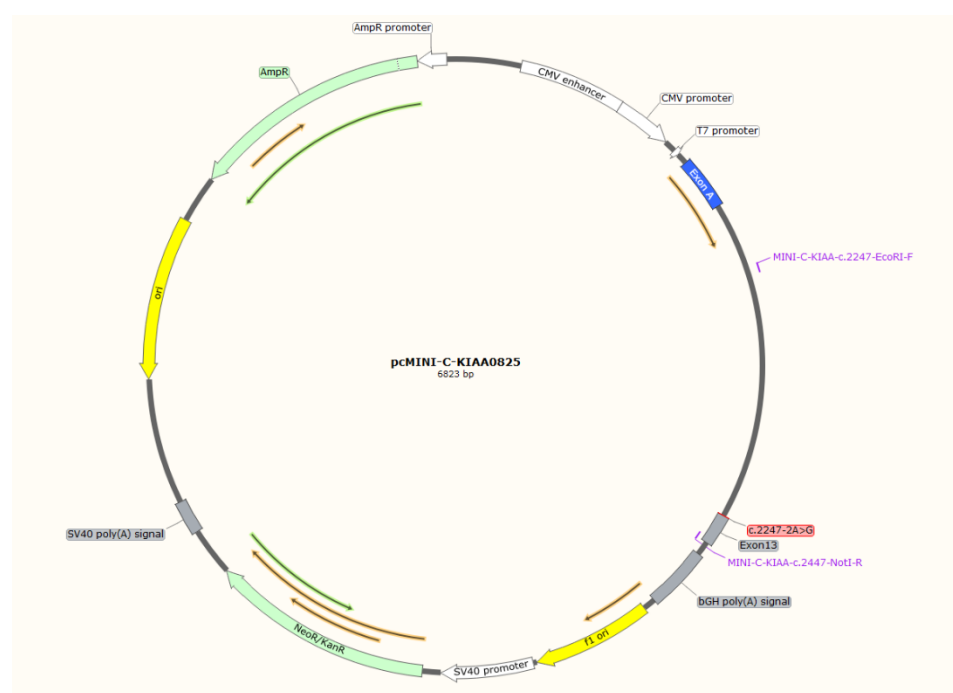 AmpR promoter
AmpR
CMV enhancer
CMV promoter
T7 promoter
Exon A
MINI-C-KIAA-c.2247-EcoRI-F
ori
pcMINI-C-KIAA0825
6823 bp
SV40 poly(A) signal
c.2247-2A>G
Exon13
MINI-C-KIAA-c.2447-NotI-R
bGH poly(A) signal
f1 ori
NeoR/KanR
SV40 promoter